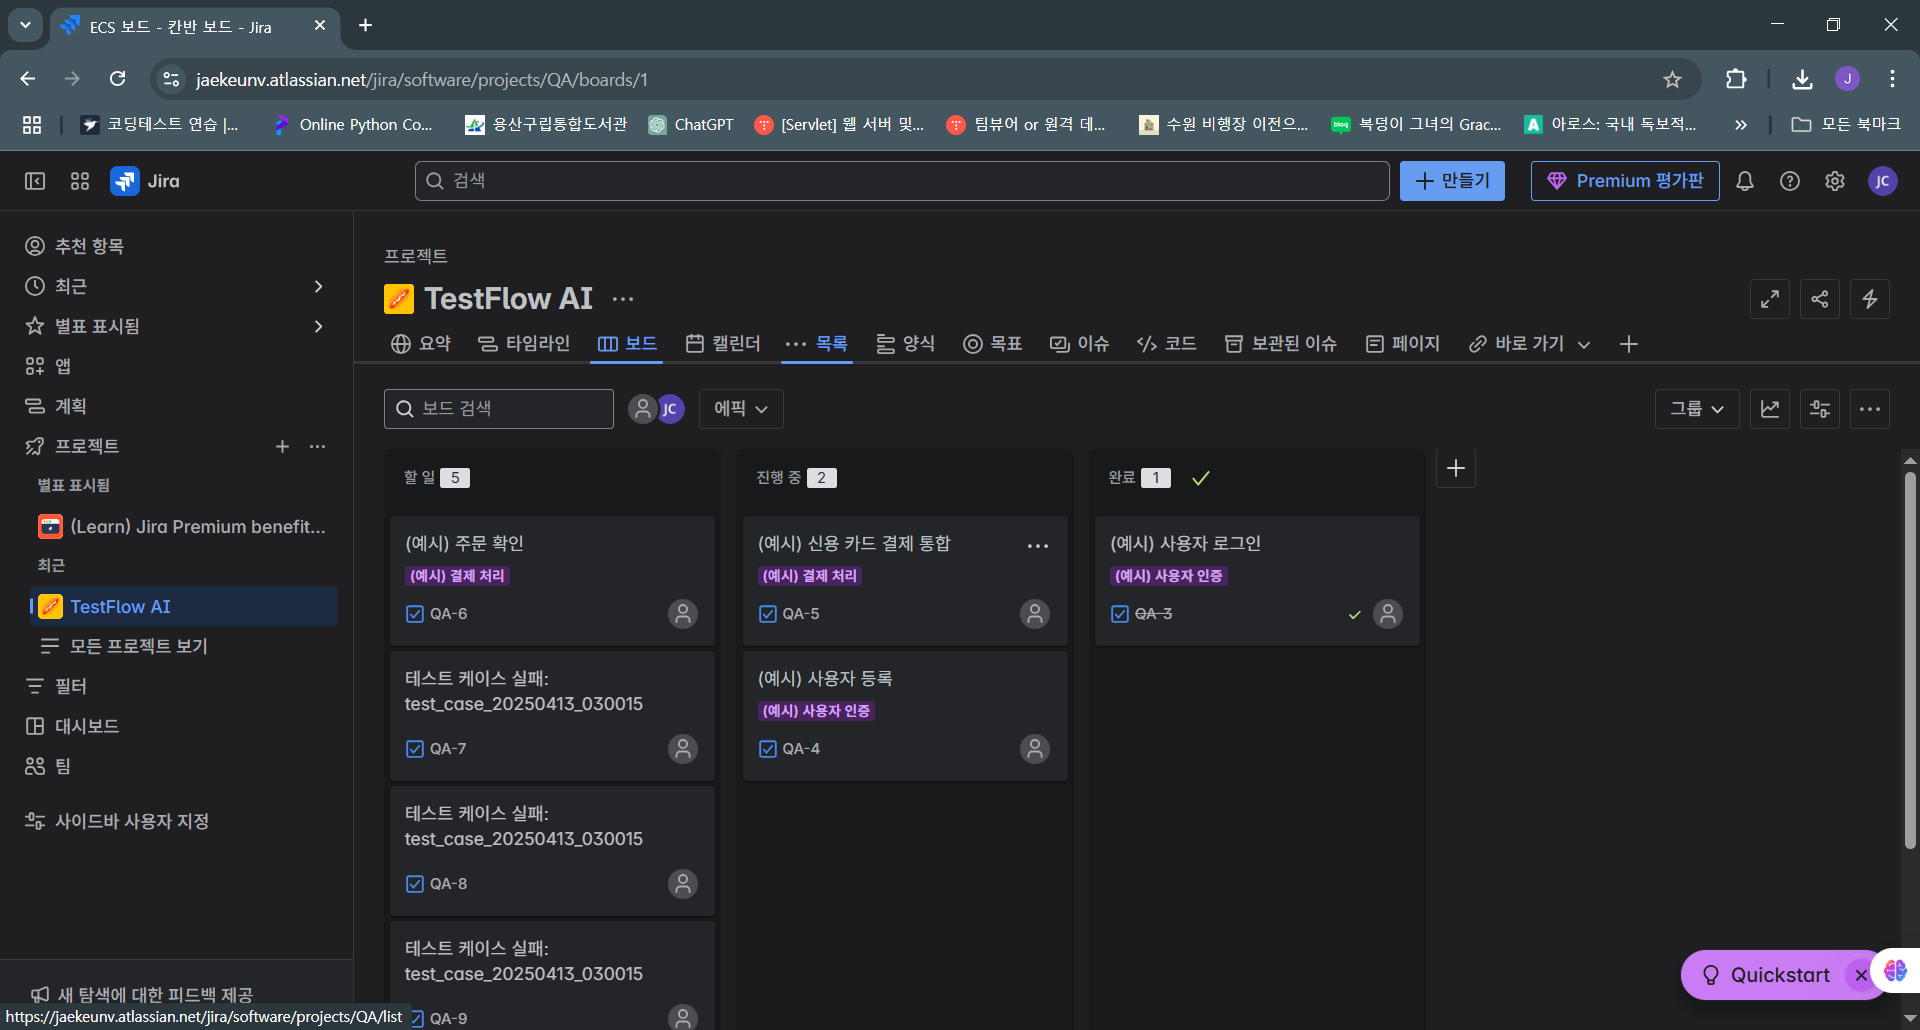 ECS 보드 - 칸반 보드 - Jira
jaekeunv.atlassian.net/jira/software/projects/QA/boards/1
J
코딩테스트 연습 |...
Online Python Co...
용산구립통합도서관
ChatGPT
[Servlet] 웹 서버 및...
팀뷰어 or 원격 데...
수원 비행장 이전으...
blog
복덩이 그녀의 Grac...
A
아로스: 국내 독보적...
모든 북마크
Jira
검색
만들기
Premium 평가판
JC
추천 항목
최근
별표 표시됨
앱
계획
프로젝트
별표 표시됨
(Learn) Jira Premium benefit...
최근
TestFlow AI
모든 프로젝트 보기
필터
대시보드
팀
사이드바 사용자 지정
새 탐색에 대한 피드백 제공
https://jaekeunv.atlassian.net/jira/software/projects/QA/list
프로젝트
TestFlow AI
요약
타임라인
보드
캘린더
목록
양식
목표
이슈
코드
보관된 이슈
페이지
바로 가기
보드 검색
JC
에픽
그룹
할 일 5
(예시) 주문 확인
(예시) 결제 처리
QA-6
테스트 케이스 실패:
test_case_20250413_030015
QA-7
테스트 케이스 실패:
test_case_20250413_030015
QA-8
테스트 케이스 실패:
test_case_20250413_030015
QA-9
진행 중 2
(예시) 신용 카드 결제 통합
(예시) 결제 처리
QA-5
(예시) 사용자 등록
(예시) 사용자 인증
QA-4
완료 1
(예시) 사용자 로그인
(예시) 사용자 인증
QA-3
Quickstart